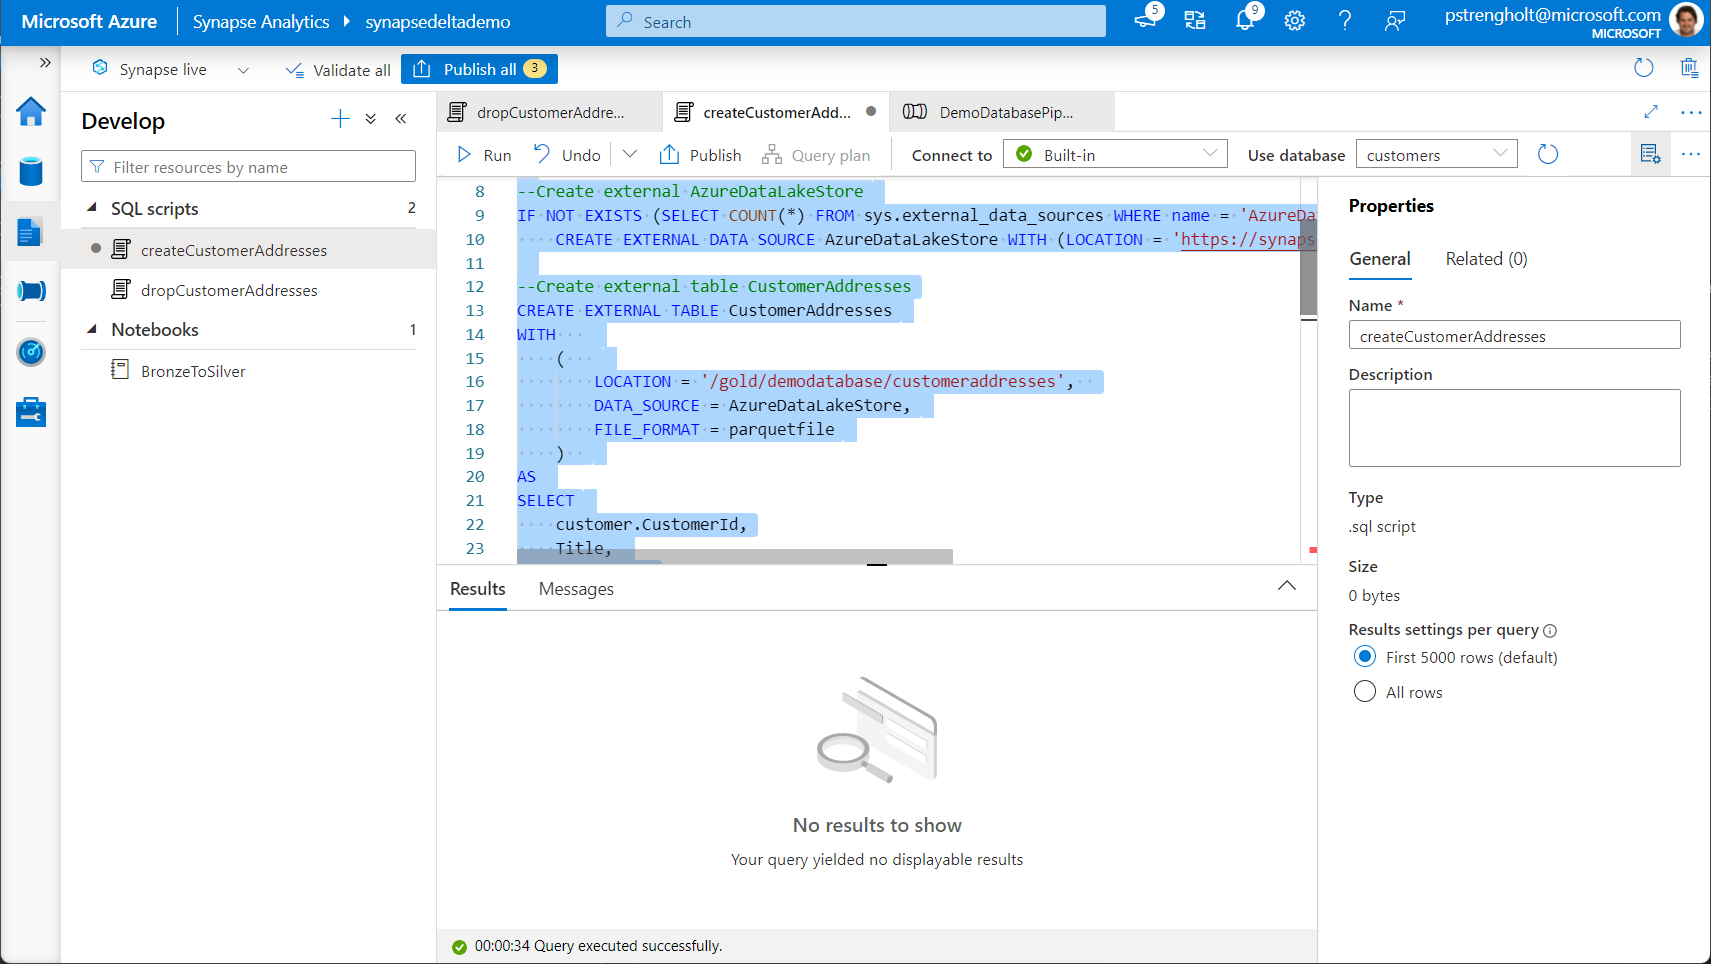 Microsoft Azure
Synapse Analytics
synapsedeltademo
Search
5
9
pstrengholt@microsoft.com
MICROSOFT
Synapse live
Validate all
Publish all 3
Develop
Filter resources by name
SQL scripts 2
createCustomerAddresses
dropCustomerAddresses
Notebooks 1
BronzeToSilver
dropCustomerAddre...
createCustomerAdd...
DemoDatabasePip...
Run
Undo
Publish
Query plan
Connect to
Built-in
Use database
customers
8 --Create external AzureDataLakeStore
9 IF NOT EXISTS (SELECT COUNT(*) FROM sys.external_data_sources WHERE name = 'AzureDa
10 CREATE EXTERNAL DATA SOURCE AzureDataLakeStore WITH (LOCATION = 'https://synaps
11
12 --Create external table CustomerAddresses
13 CREATE EXTERNAL TABLE CustomerAddresses
14 WITH
15 (
16 LOCATION = '/gold/demodatabase/customeraddresses',
17 DATA_SOURCE = AzureDataLakeStore,
18 FILE_FORMAT = parquetfile
19 )
20 AS
21 SELECT
22 customer.CustomerId,
23 Title,
Results
Messages
No results to show
Your query yielded no displayable results
00:00:34 Query executed successfully.
Properties
General
Related (0)
Name *
createCustomerAddresses
Description
Type
.sql script
Size
0 bytes
Results settings per query
First 5000 rows (default)
All rows